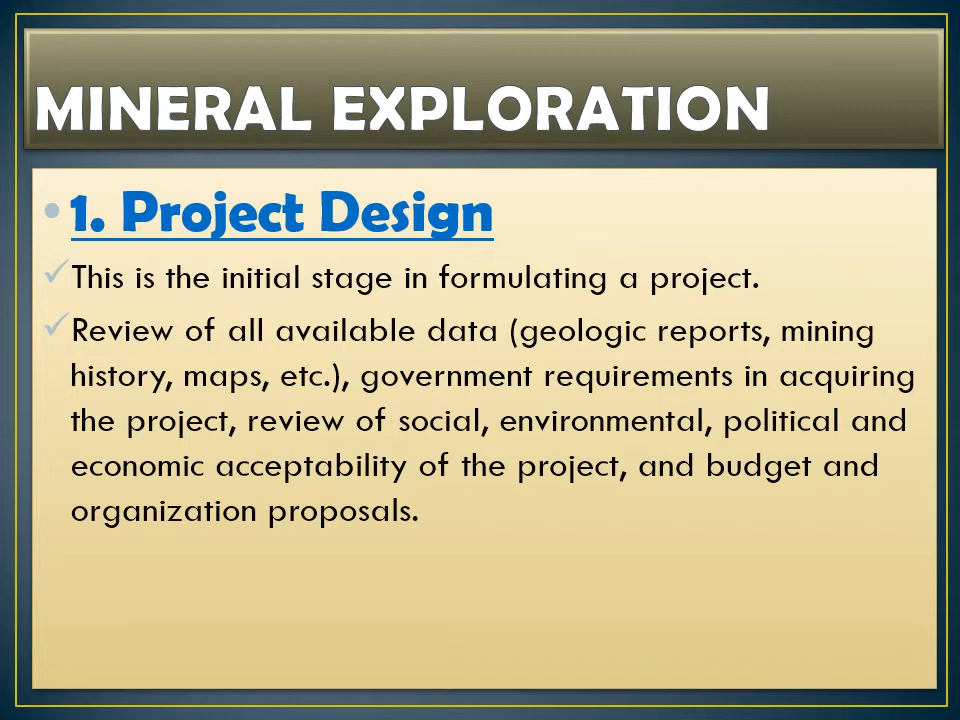 MINERAL EXPLORATION
• 1. Project Design
✓ This is the initial stage in formulating a project.
✓ Review of all available data (geologic reports, mining
history, maps, etc.), government requirements in acquiring
the project, review of social, environmental, political and
economic acceptability of the project, and budget and
organization proposals.